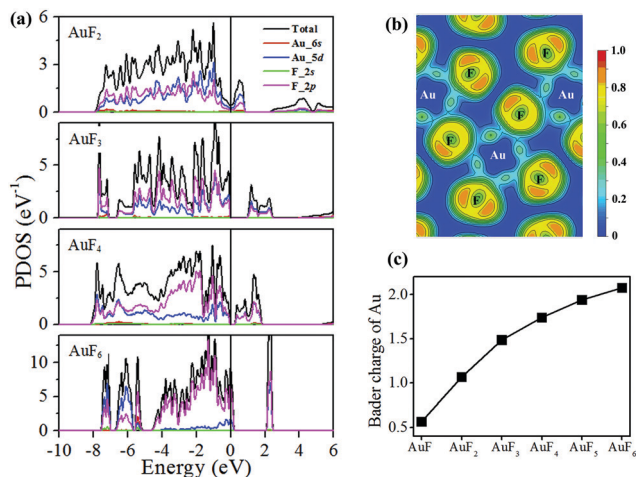 (a)
AuF₂
Total
Au_6s
Au_5d
F_2s
F_2p
5
0
AuF₃
5
0
AuF₄
5
0
AuF₆
10
5
0
PDOS (eV⁻¹)
-10 -8 -6 -4 -2 0 2 4 6
Energy (eV)
(b)
F
F
Au
Au
F
F
Au
F
F
1.0
0.8
0.6
0.4
0.2
0
(c)
Bader charge of Au
2.0
1.5
1.0
0.5
AuF AuF₂ AuF₃ AuF₄ AuF₅ AuF₆